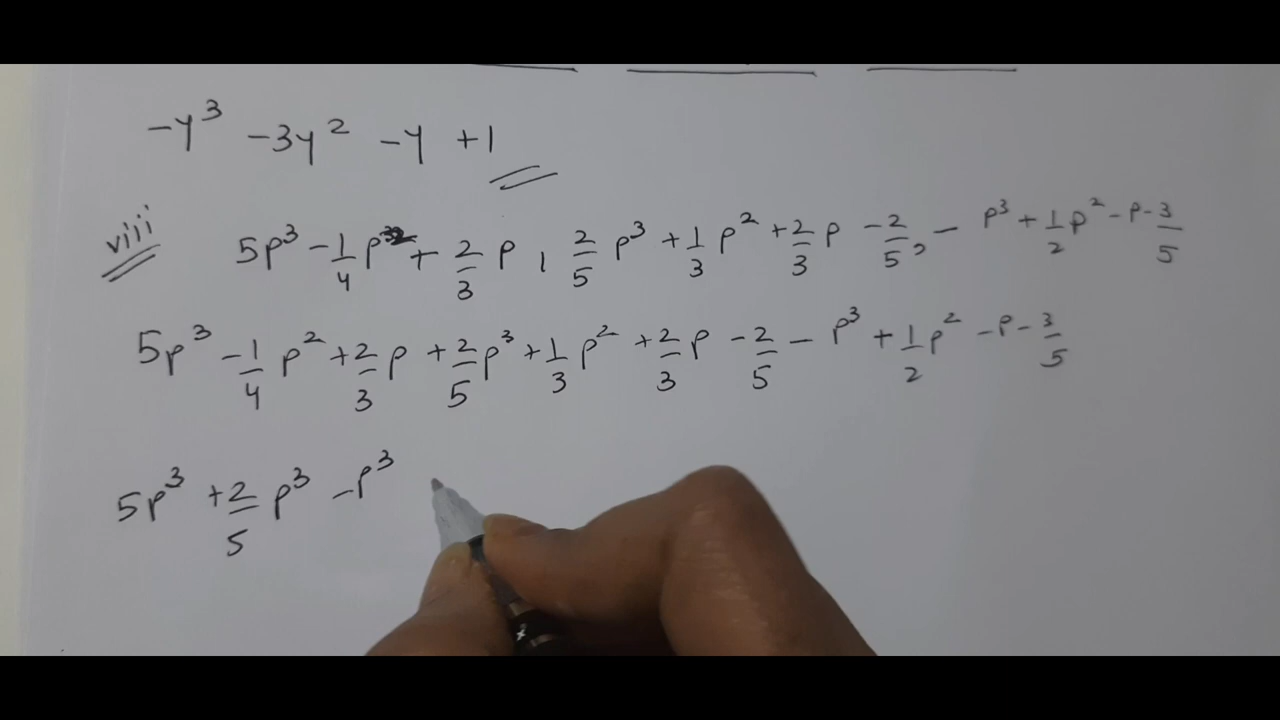 -y³ -3y² -y +1
viii 5p³ - 1/4 p² + 2/3 p , 2/5 p³ + 1/3 p² + 2/3 p - 2/5 , - p³ + 1/2 p² - p - 3/5
5p³ - 1/4 p² + 2/3 p + 2/5 p³ + 1/3 p² + 2/3 p - 2/5 - p³ + 1/2 p² - p - 3/5
5p³ + 2/5 p³ - p³